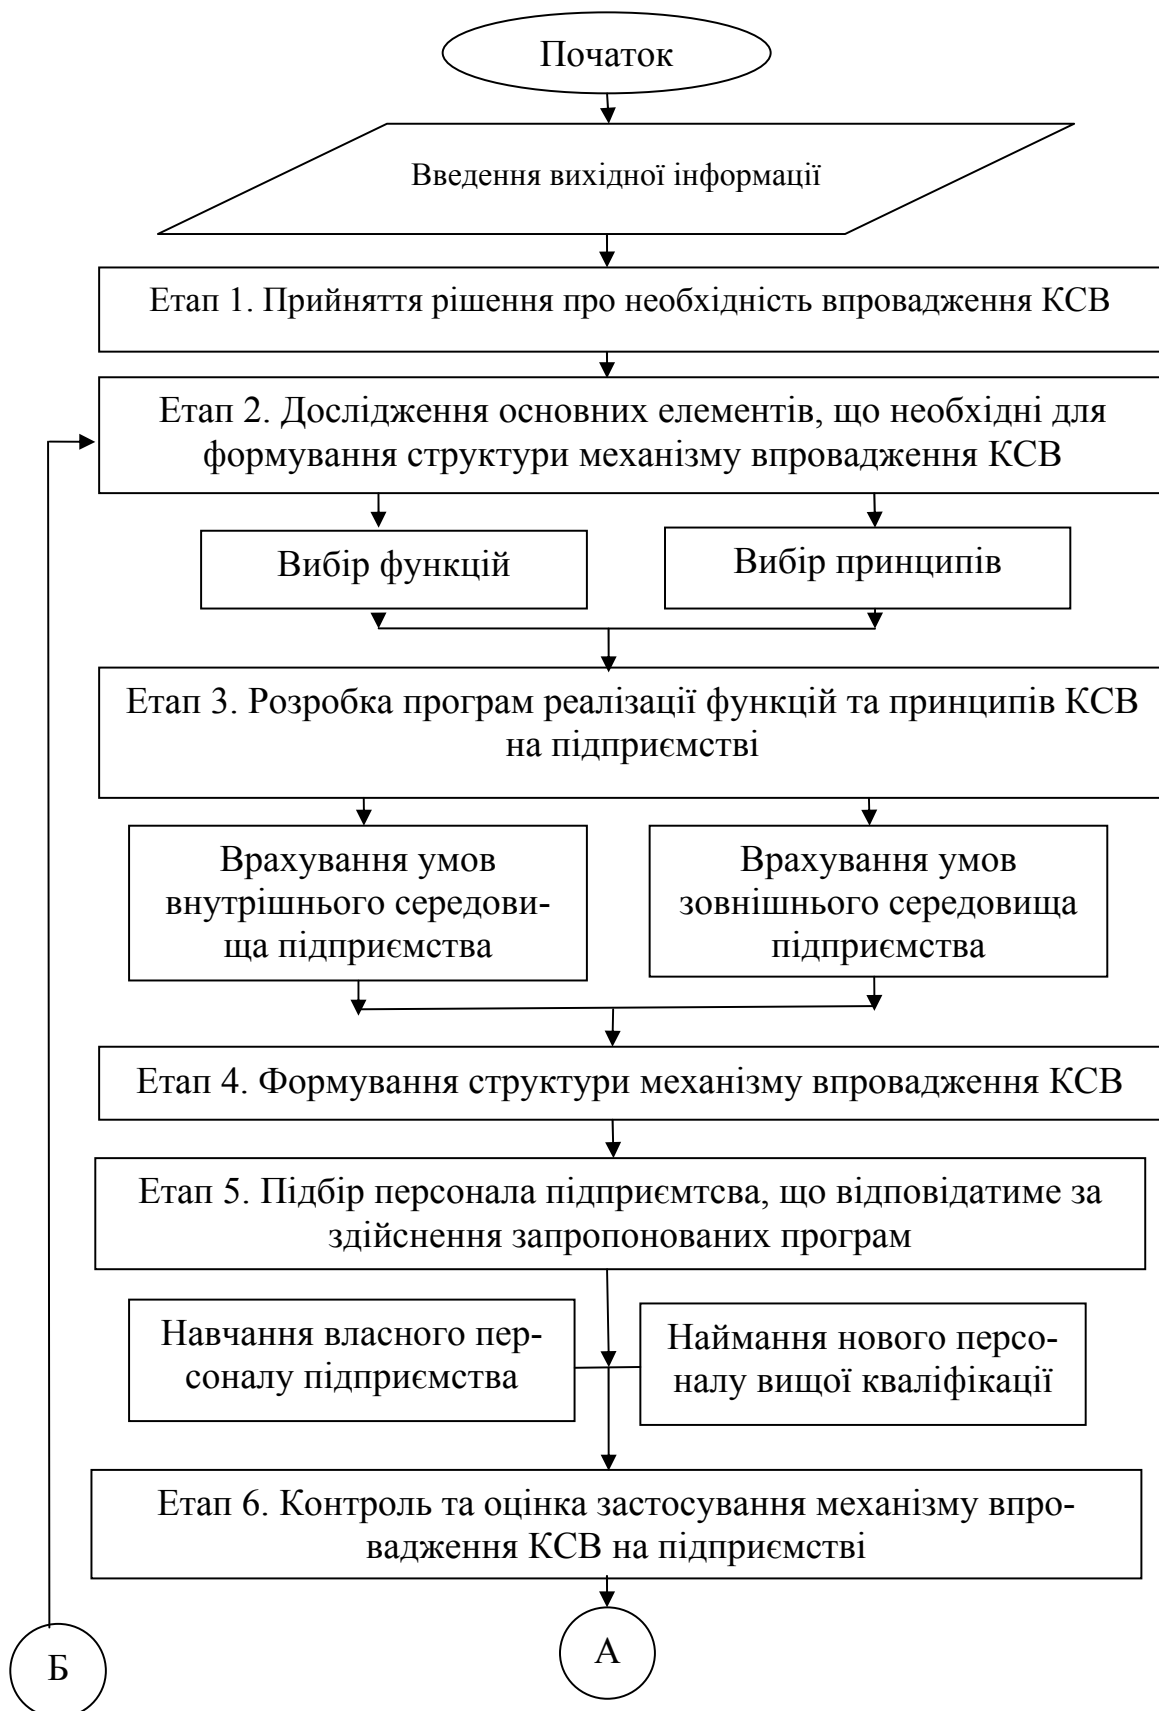 Початок
Введення вихідної інформації
Етап 1. Прийняття рішення про необхідність впровадження КСВ
Етап 2. Дослідження основних елементів, що необхідні для
формування структури механізму впровадження КСВ
Вибір функцій
Вибір принципів
Етап 3. Розробка програм реалізації функцій та принципів КСВ
на підприємстві
Врахування умов
внутрішнього середови-
ща підприємства
Врахування умов
зовнішнього середовища
підприємства
Етап 4. Формування структури механізму впровадження КСВ
Етап 5. Підбір персонала підприємтсва, що відповідатиме за
здійснення запропонованих програм
Навчання власного пер-
соналу підприємства
Наймання нового персо-
налу вищої кваліфікації
Етап 6. Контроль та оцінка застосування механізму впро-
вадження КСВ на підприємстві
Б
А